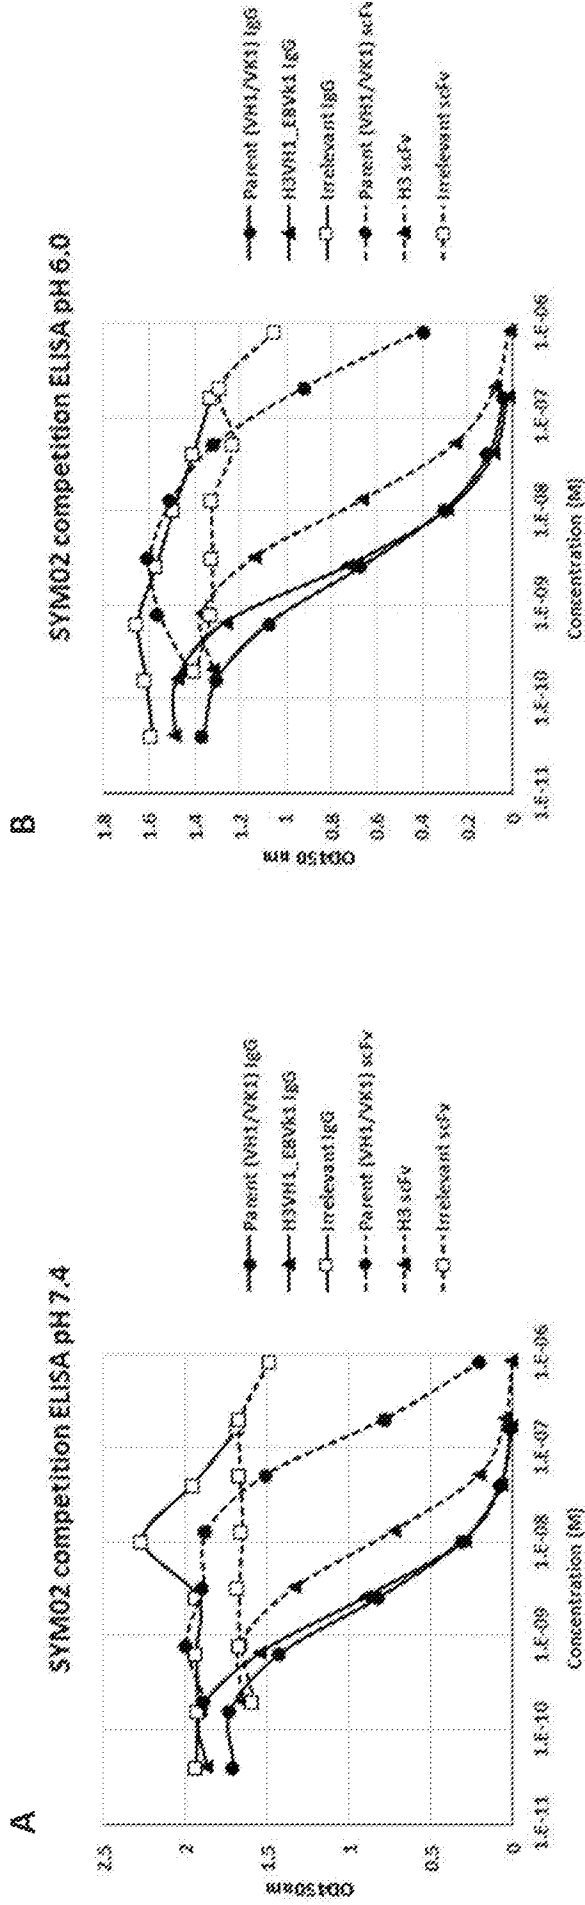 A
SYM02 competition ELISA pH 7.4
2.5
2
1.5
1
0.5
0
OD450nm
1.E-11
1.E-10
1.E-09
1.E-08
1.E-07
1.E-06
Concentration [M]
Parent (VH1/VK1) IgG
H3VH1_E8Vk1 IgG
Irrelevant IgG
Parent (VH1/VK1) scFv
H3 scFv
Irrelevant scFv
B
SYM02 competition ELISA pH 6.0
1.8
1.6
1.4
1.2
1
0.8
0.6
0.4
0.2
0
OD450 nm
1.E-11
1.E-10
1.E-09
1.E-08
1.E-07
1.E-06
Concentration [M]
Parent (VH1/VK1) IgG
H3VH1_E8Vk1 IgG
Irrelevant IgG
Parent (VH1/VK1) scFv
H3 scFv
Irrelevant scFv